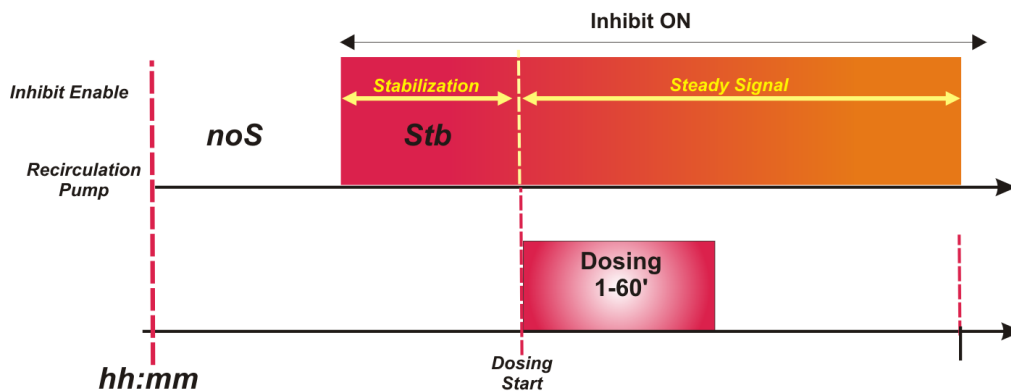 Inhibit ON
Inhibit Enable
Stabilization
Steady Signal
noS
Stb
Recirculation
Pump
Dosing
1-60'
hh:mm
Dosing
Start